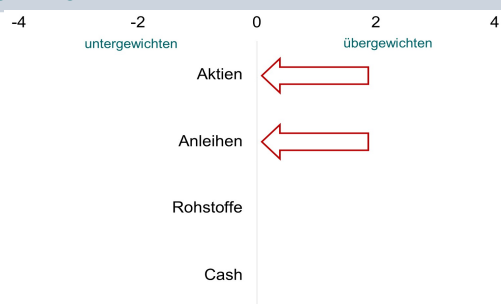 -4 -2 0 2 4
untergewichten übergewichten
Aktien
Anleihen
Rohstoffe
Cash